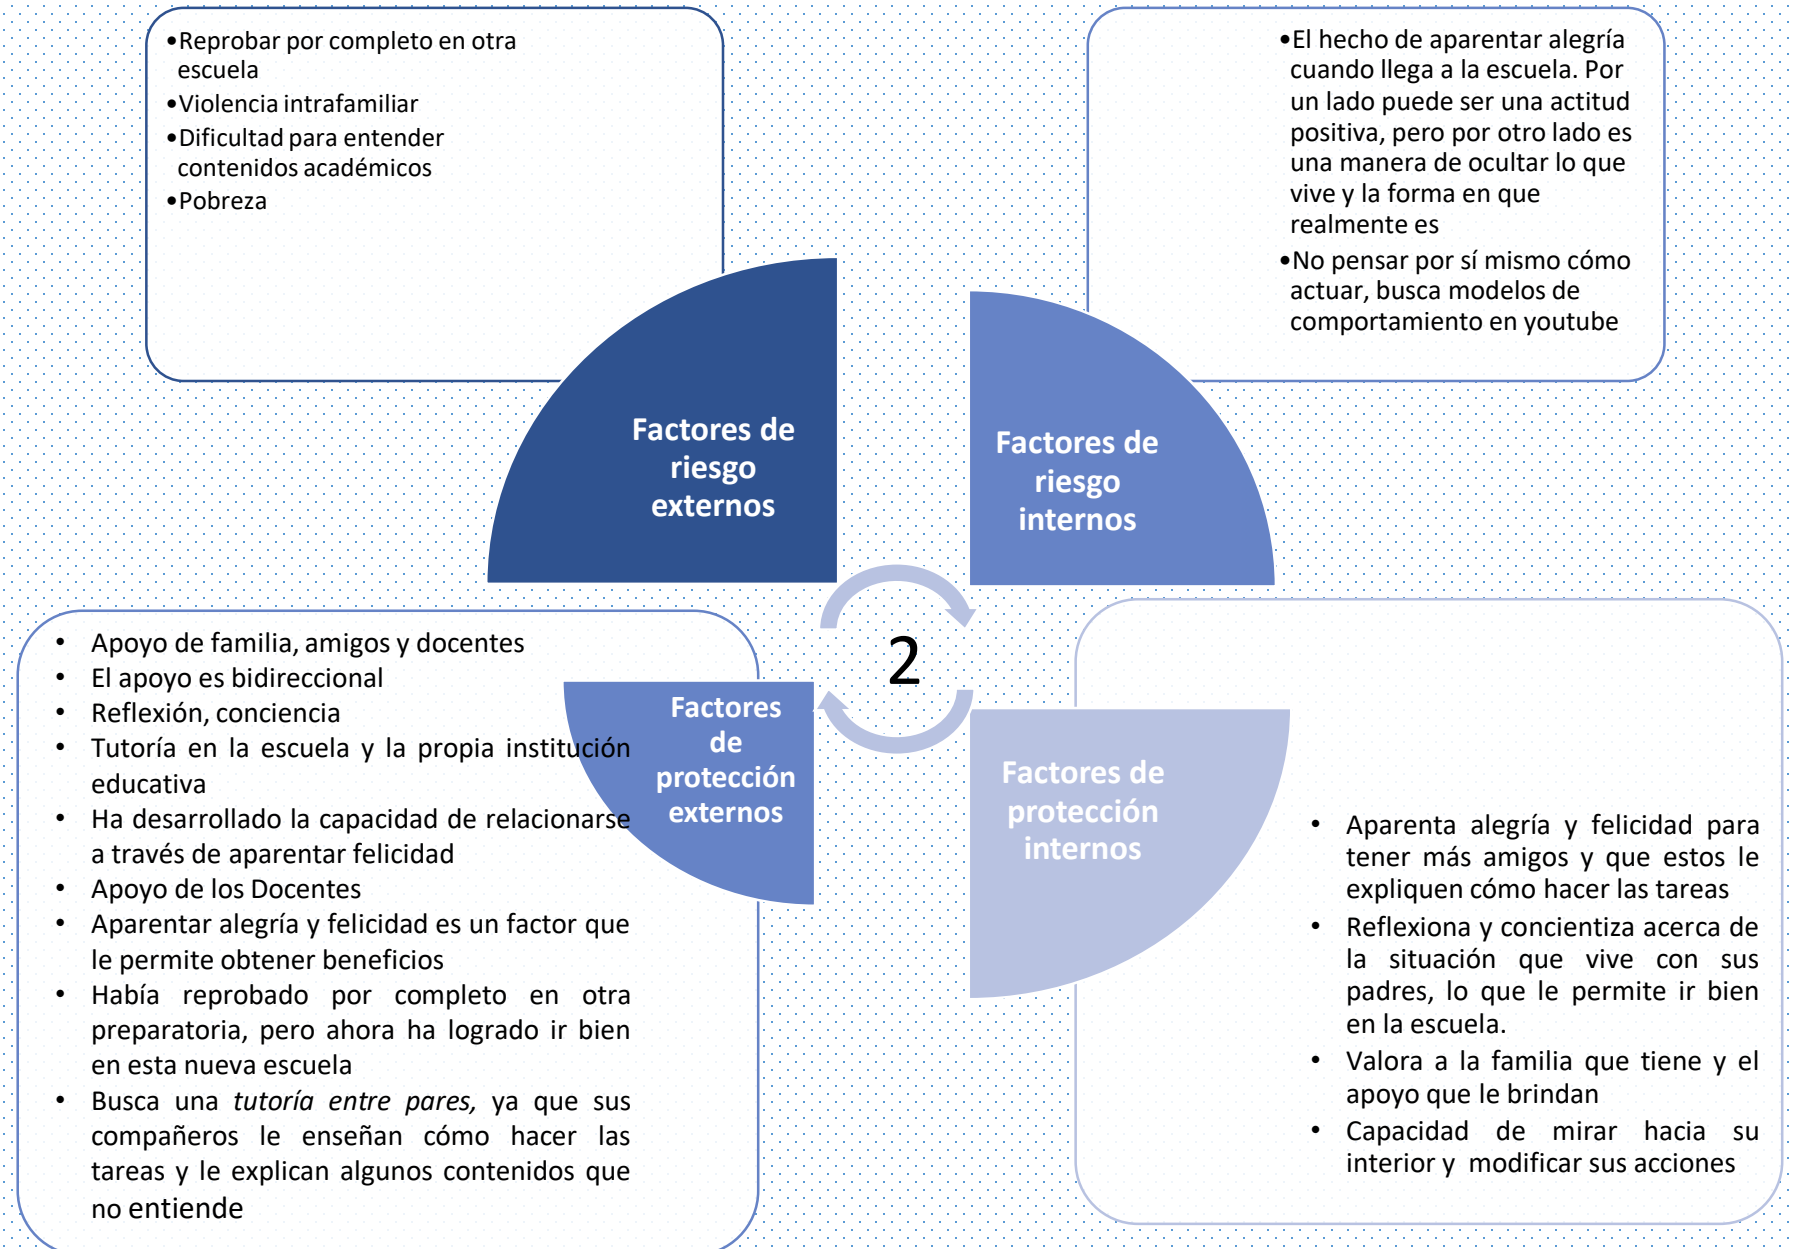 •Reprobar por completo en otra
escuela
•Violencia intrafamiliar
•Dificultad para entender
contenidos académicos
•Pobreza
•El hecho de aparentar alegría
cuando llega a la escuela. Por
un lado puede ser una actitud
positiva, pero por otro lado es
una manera de ocultar lo que
vive y la forma en que
realmente es
•No pensar por sí mismo cómo
actuar, busca modelos de
comportamiento en youtube
Factores de
riesgo
externos
Factores de
riesgo
internos
2
• Apoyo de familia, amigos y docentes
• El apoyo es bidireccional
• Reflexión, conciencia
• Tutoría en la escuela y la propia institución
educativa
• Ha desarrollado la capacidad de relacionarse
a través de aparentar felicidad
• Apoyo de los Docentes
• Aparentar alegría y felicidad es un factor que
le permite obtener beneficios
• Había reprobado por completo en otra
preparatoria, pero ahora ha logrado ir bien
en esta nueva escuela
• Busca una tutoría entre pares, ya que sus
compañeros le enseñan cómo hacer las
tareas y le explican algunos contenidos que
no entiende
Factores
de
protección
externos
Factores de
protección
internos
• Aparenta alegría y felicidad para
tener más amigos y que estos le
expliquen cómo hacer las tareas
• Reflexiona y concientiza acerca de
la situación que vive con sus
padres, lo que le permite ir bien
en la escuela.
• Valora a la familia que tiene y el
apoyo que le brindan
• Capacidad de mirar hacia su
interior y modificar sus acciones